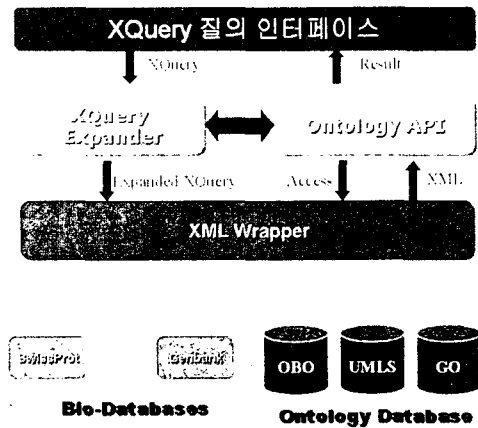 XQuery 질의 인터페이스
XQuery
Result
XQuery
Expander
Ontology API
Expanded XQuery
Access
XML
XML Wrapper
SwissProt
GenBank
OBO
UMLS
GO
Bio-Databases
Ontology Database